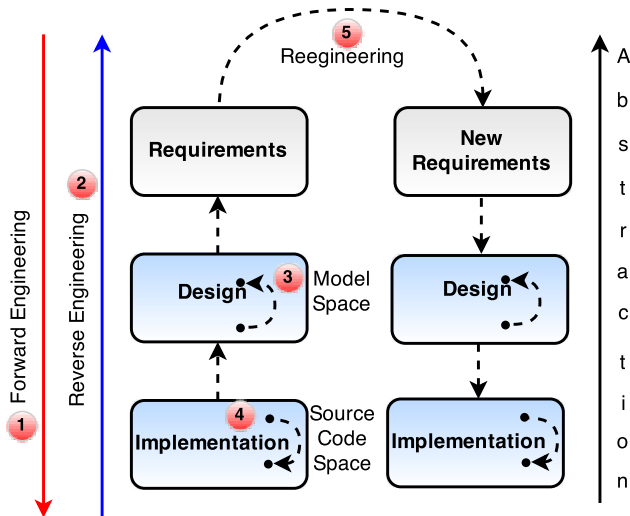 5
Reegineering
Requirements
New
Requirements
2
Forward Engineering
1
Reverse Engineering
Design
3
Model
Space
Design
Implementation
4
Source
Code
Space
Implementation
A
b
s
t
r
a
c
t
i
o
n